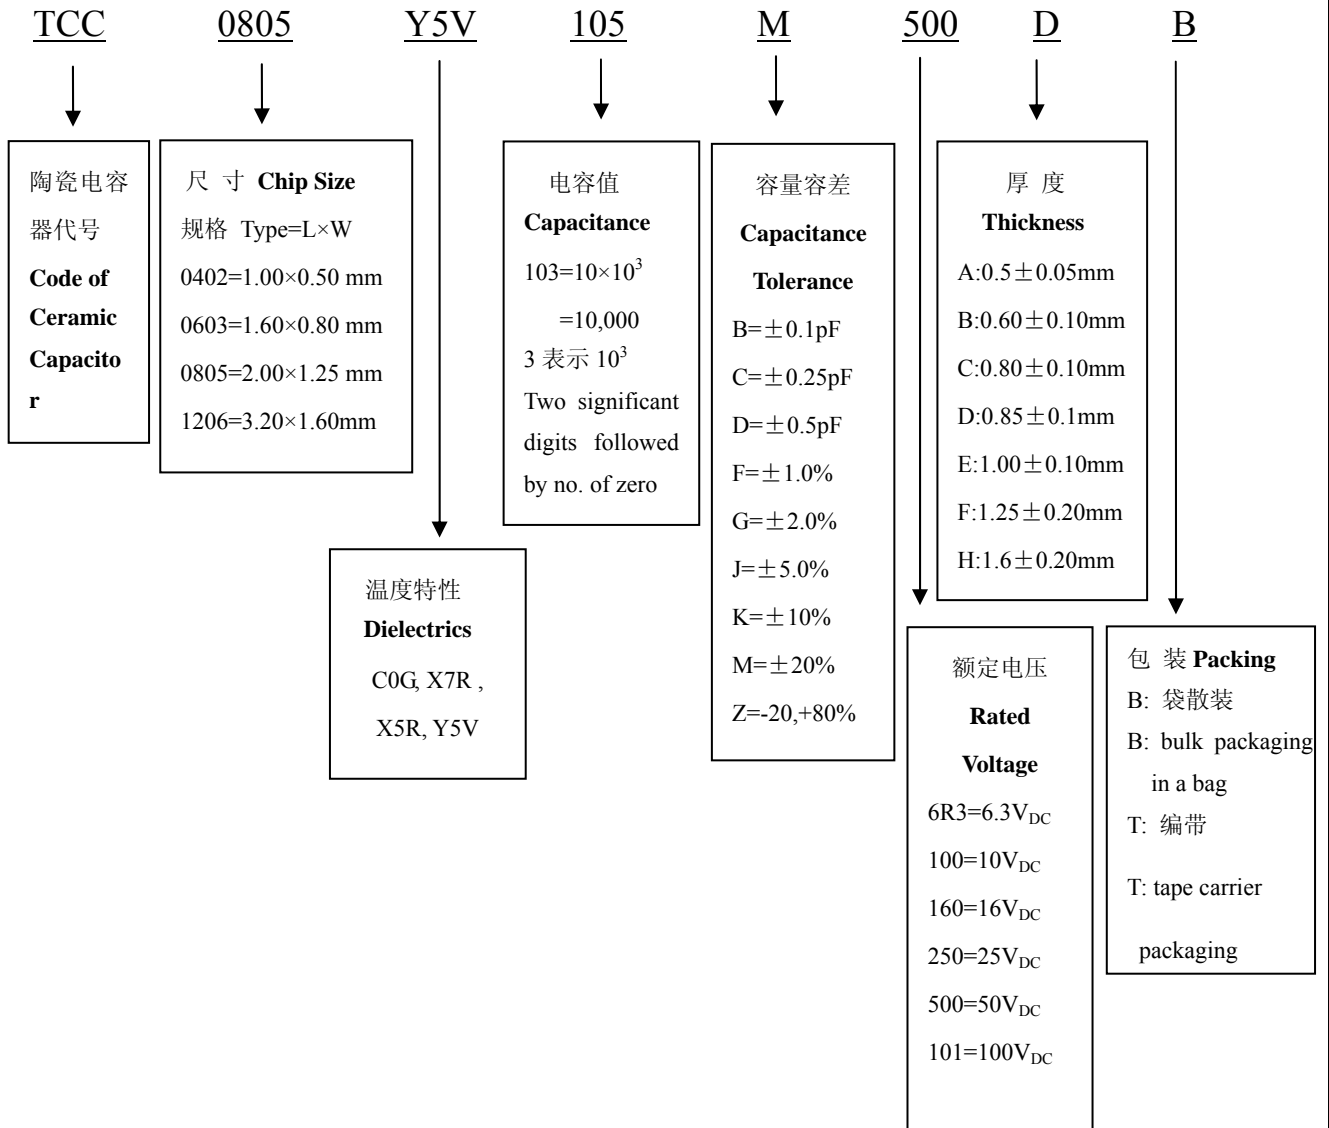 TCC 0805 Y5V 105 M 500 D B
陶瓷电容
器代号
Code of
Ceramic
Capacito
r
尺 寸 Chip Size
规格 Type=L×W
0402=1.00×0.50 mm
0603=1.60×0.80 mm
0805=2.00×1.25 mm
1206=3.20×1.60mm
温度特性
Dielectrics
C0G, X7R ,
X5R, Y5V
电容值
Capacitance
103=10×10³
=10,000
3 表示 10³
Two significant
digits followed
by no. of zero
容量容差
Capacitance
Tolerance
B=±0.1pF
C=±0.25pF
D=±0.5pF
F=±1.0%
G=±2.0%
J=±5.0%
K=±10%
M=±20%
Z=-20,+80%
额定电压
Rated
Voltage
6R3=6.3V_DC
100=10V_DC
160=16V_DC
250=25V_DC
500=50V_DC
101=100V_DC
厚 度
Thickness
A:0.5±0.05mm
B:0.60±0.10mm
C:0.80±0.10mm
D:0.85±0.1mm
E:1.00±0.10mm
F:1.25±0.20mm
H:1.6±0.20mm
包 装 Packing
B: 袋散装
B: bulk packaging
in a bag
T: 编带
T: tape carrier
packaging